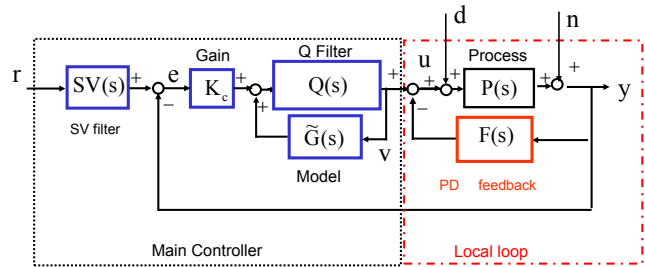 d
n
Gain
Q Filter
Process
r
SV(s)
+
e
−
K_c
+
+
Q(s)
+
u
+
−
+
P(s)
+
+
y
SV filter
G̃(s)
v
F(s)
Model
PD feedback
Main Controller
Local loop